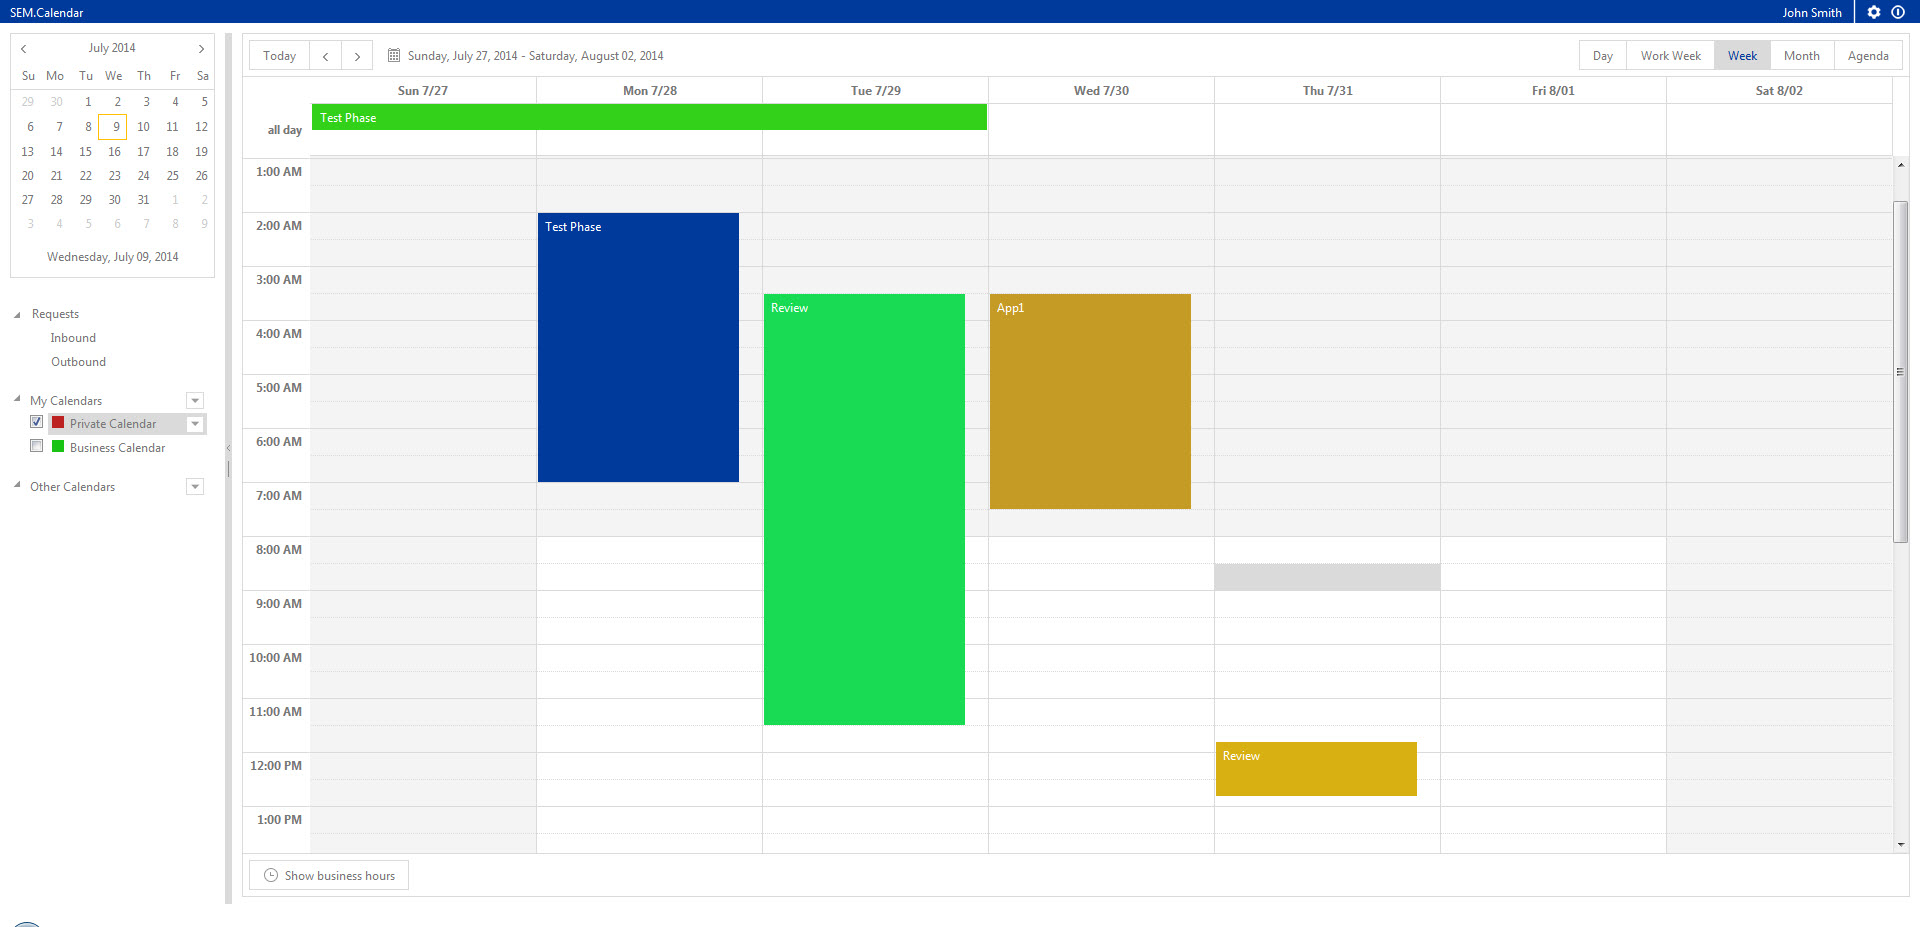 SEM.Calendar
John Smith
July 2014
Su Mo Tu We Th Fr Sa
29 30 1 2 3 4 5
6 7 8 9 10 11 12
13 14 15 16 17 18 19
20 21 22 23 24 25 26
27 28 29 30 31 1 2
3 4 5 6 7 8 9
Wednesday, July 09, 2014
Requests
Inbound
Outbound
My Calendars
Private Calendar
Business Calendar
Other Calendars
Today
Sunday, July 27, 2014 - Saturday, August 02, 2014
Day Work Week Week Month Agenda
Sun 7/27 Mon 7/28 Tue 7/29 Wed 7/30 Thu 7/31 Fri 8/01 Sat 8/02
Test Phase
all day
1:00 AM
2:00 AM
Test Phase
3:00 AM
Review
App1
4:00 AM
5:00 AM
6:00 AM
7:00 AM
8:00 AM
9:00 AM
10:00 AM
11:00 AM
Review
12:00 PM
1:00 PM
Show business hours